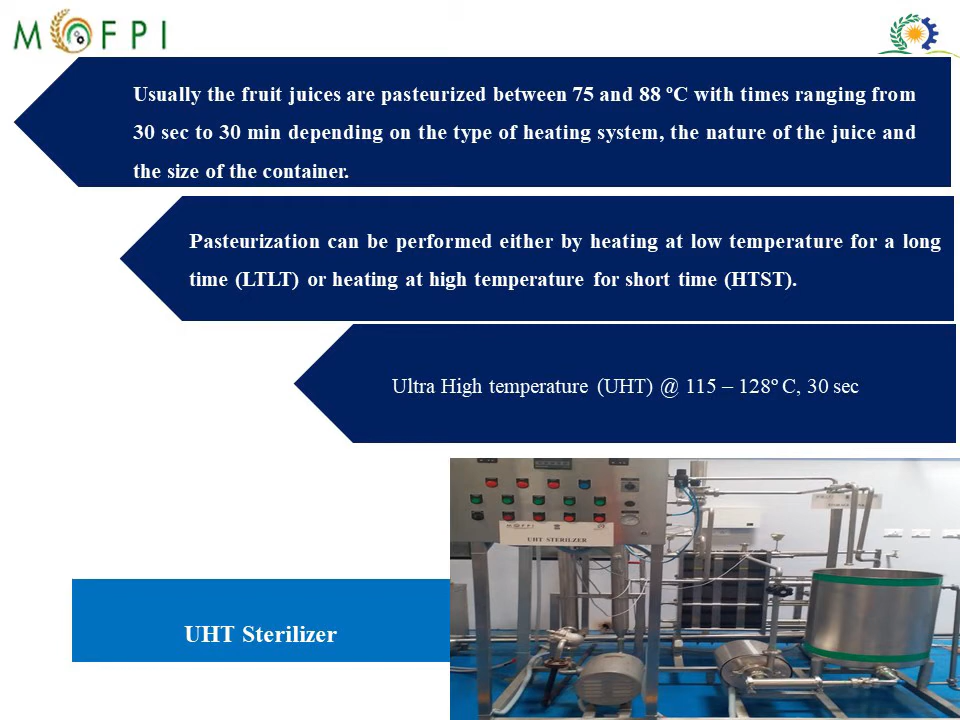 MOFPI
Usually the fruit juices are pasteurized between 75 and 88 ºC with times ranging from
30 sec to 30 min depending on the type of heating system, the nature of the juice and
the size of the container.
Pasteurization can be performed either by heating at low temperature for a long
time (LTLT) or heating at high temperature for short time (HTST).
Ultra High temperature (UHT) @ 115 – 128º C, 30 sec
MOFPI
UHT STERILIZER
UHT Sterilizer